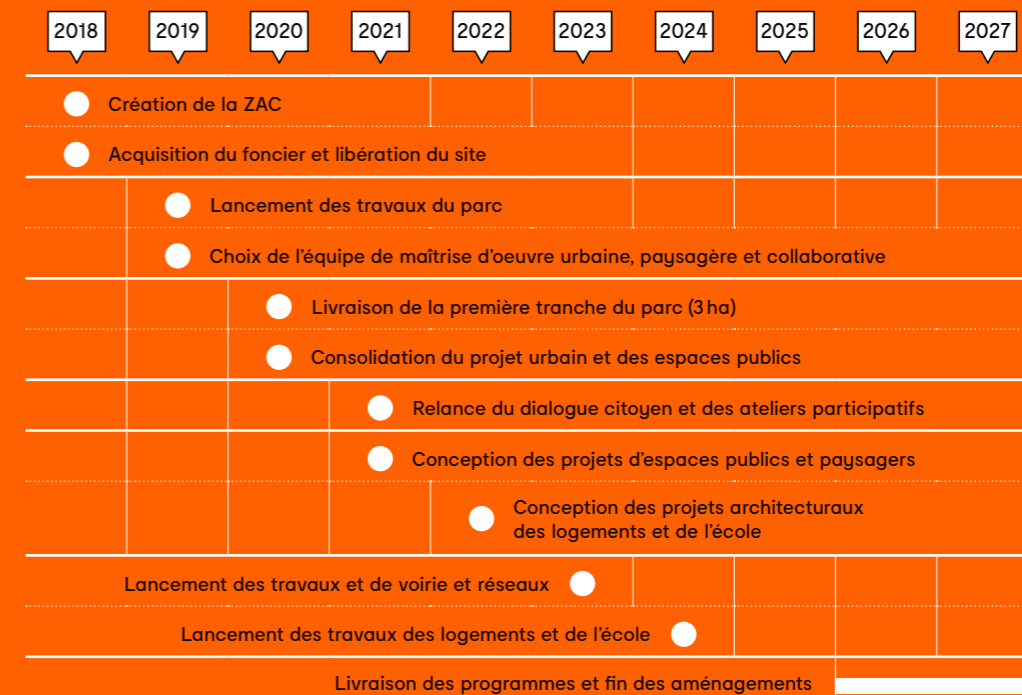 2018 2019 2020 2021 2022 2023 2024 2025 2026 2027
Création de la ZAC
Acquisition du foncier et libération du site
Lancement des travaux du parc
Choix de l'équipe de maîtrise d'oeuvre urbaine, paysagère et collaborative
Livraison de la première tranche du parc (3 ha)
Consolidation du projet urbain et des espaces publics
Relance du dialogue citoyen et des ateliers participatifs
Conception des projets d'espaces publics et paysagers
Conception des projets architecturaux
des logements et de l'école
Lancement des travaux et de voirie et réseaux
Lancement des travaux des logements et de l'école
Livraison des programmes et fin des aménagements